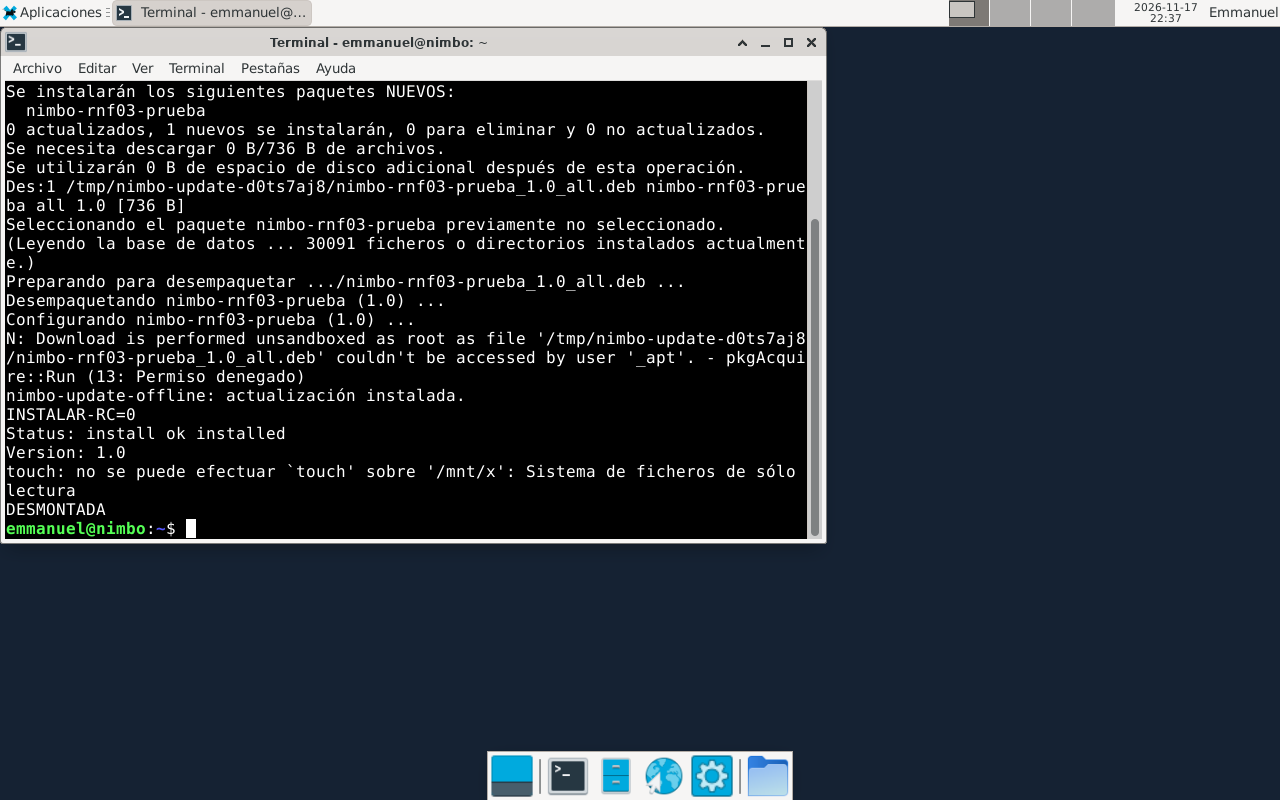 Aplicaciones
Terminal - emmanuel@...
2026-11-17
22:37
Emmanuel
Terminal - emmanuel@nimbo: ~
Archivo Editar Ver Terminal Pestañas Ayuda
Se instalarán los siguientes paquetes NUEVOS:
  nimbo-rnf03-prueba
0 actualizados, 1 nuevos se instalarán, 0 para eliminar y 0 no actualizados.
Se necesita descargar 0 B/736 B de archivos.
Se utilizarán 0 B de espacio de disco adicional después de esta operación.
Des:1 /tmp/nimbo-update-d0ts7aj8/nimbo-rnf03-prueba_1.0_all.deb nimbo-rnf03-prue
ba all 1.0 [736 B]
Seleccionando el paquete nimbo-rnf03-prueba previamente no seleccionado.
(Leyendo la base de datos ... 30091 ficheros o directorios instalados actualment
e.)
Preparando para desempaquetar .../nimbo-rnf03-prueba_1.0_all.deb ...
Desempaquetando nimbo-rnf03-prueba (1.0) ...
Configurando nimbo-rnf03-prueba (1.0) ...
N: Download is performed unsandboxed as root as file '/tmp/nimbo-update-d0ts7aj8
/nimbo-rnf03-prueba_1.0_all.deb' couldn't be accessed by user '_apt'. - pkgAcqui
re::Run (13: Permiso denegado)
nimbo-update-offline: actualización instalada.
INSTALAR-RC=0
Status: install ok installed
Version: 1.0
touch: no se puede efectuar `touch' sobre '/mnt/x': Sistema de ficheros de sólo
lectura
DESMONTADA
emmanuel@nimbo:~$